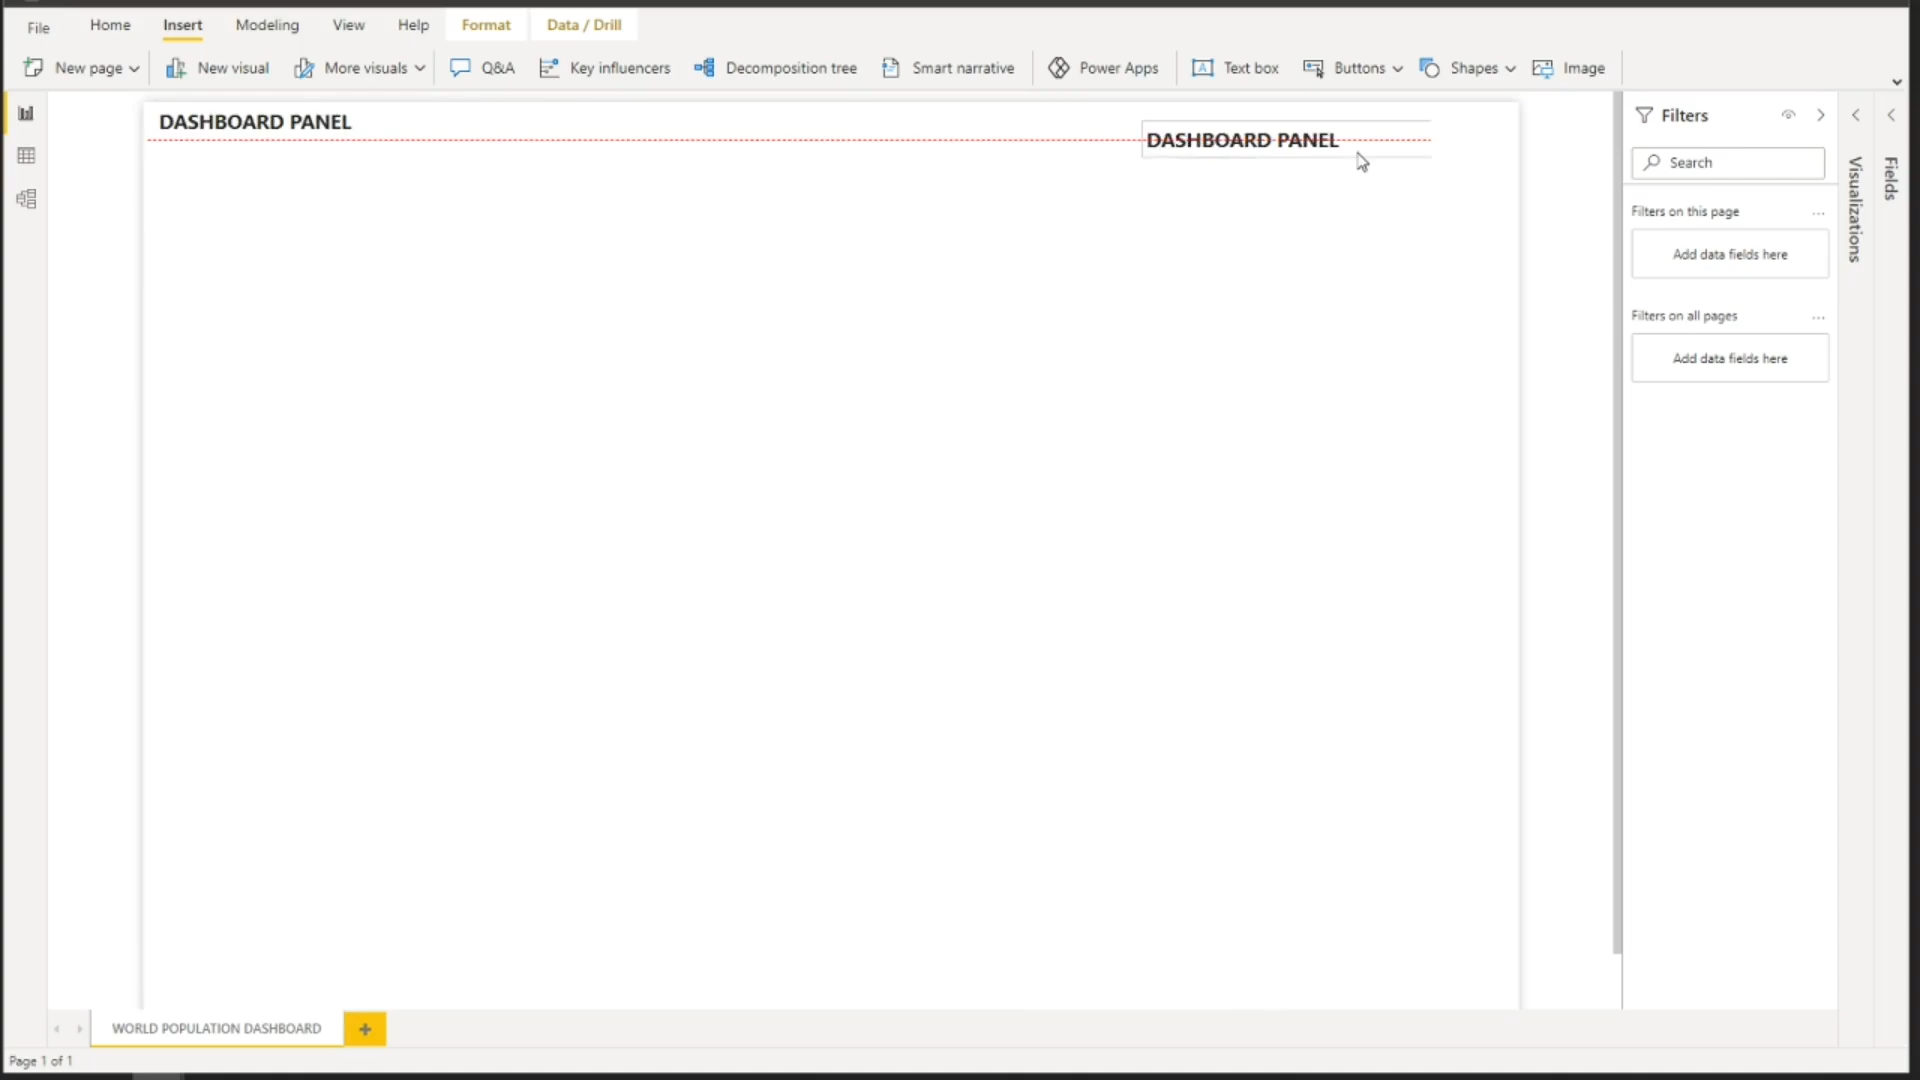 File Home Insert Modeling View Help Format Data / Drill
New page New visual More visuals Q&A Key influencers Decomposition tree Smart narrative Power Apps Text box Buttons Shapes Image
DASHBOARD PANEL
DASHBOARD PANEL
Filters
Search
Filters on this page ...
Add data fields here
Filters on all pages ...
Add data fields here
Visualizations
Fields
WORLD POPULATION DASHBOARD +
Page 1 of 1